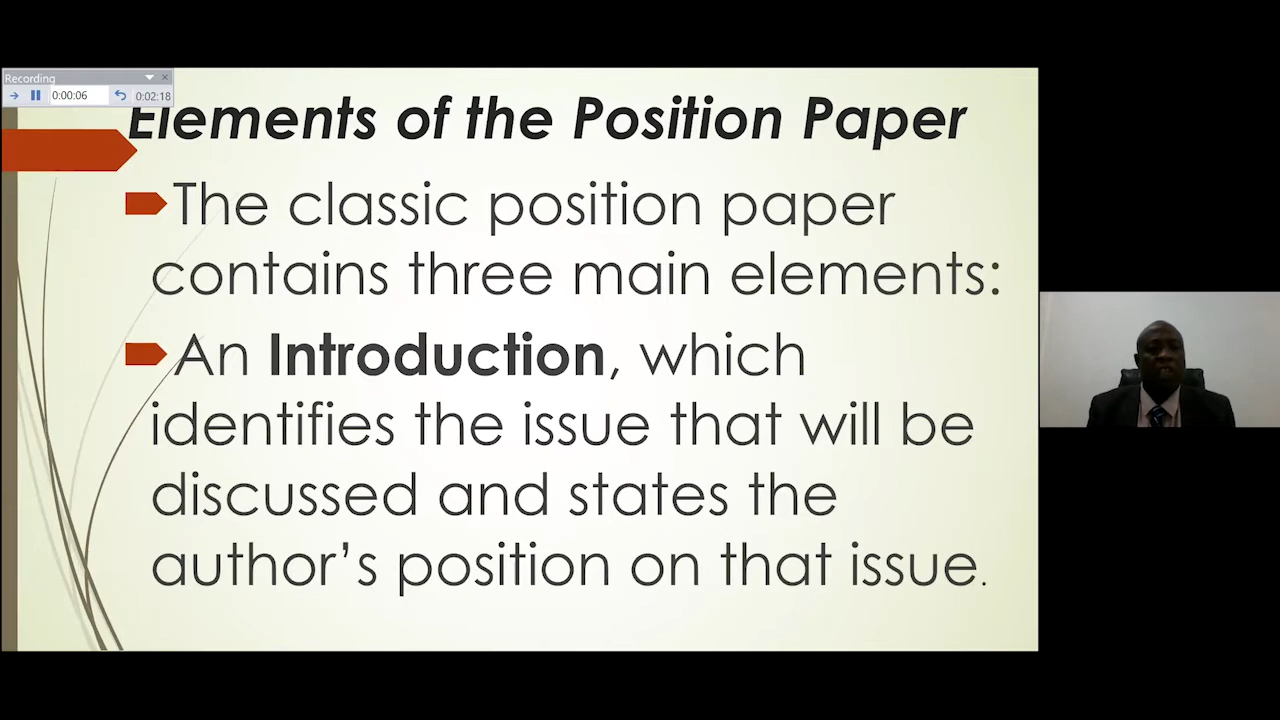 Recording
0:00:06
0:02:18
Elements of the Position Paper
The classic position paper
contains three main elements:
An Introduction, which
identifies the issue that will be
discussed and states the
author’s position on that issue.